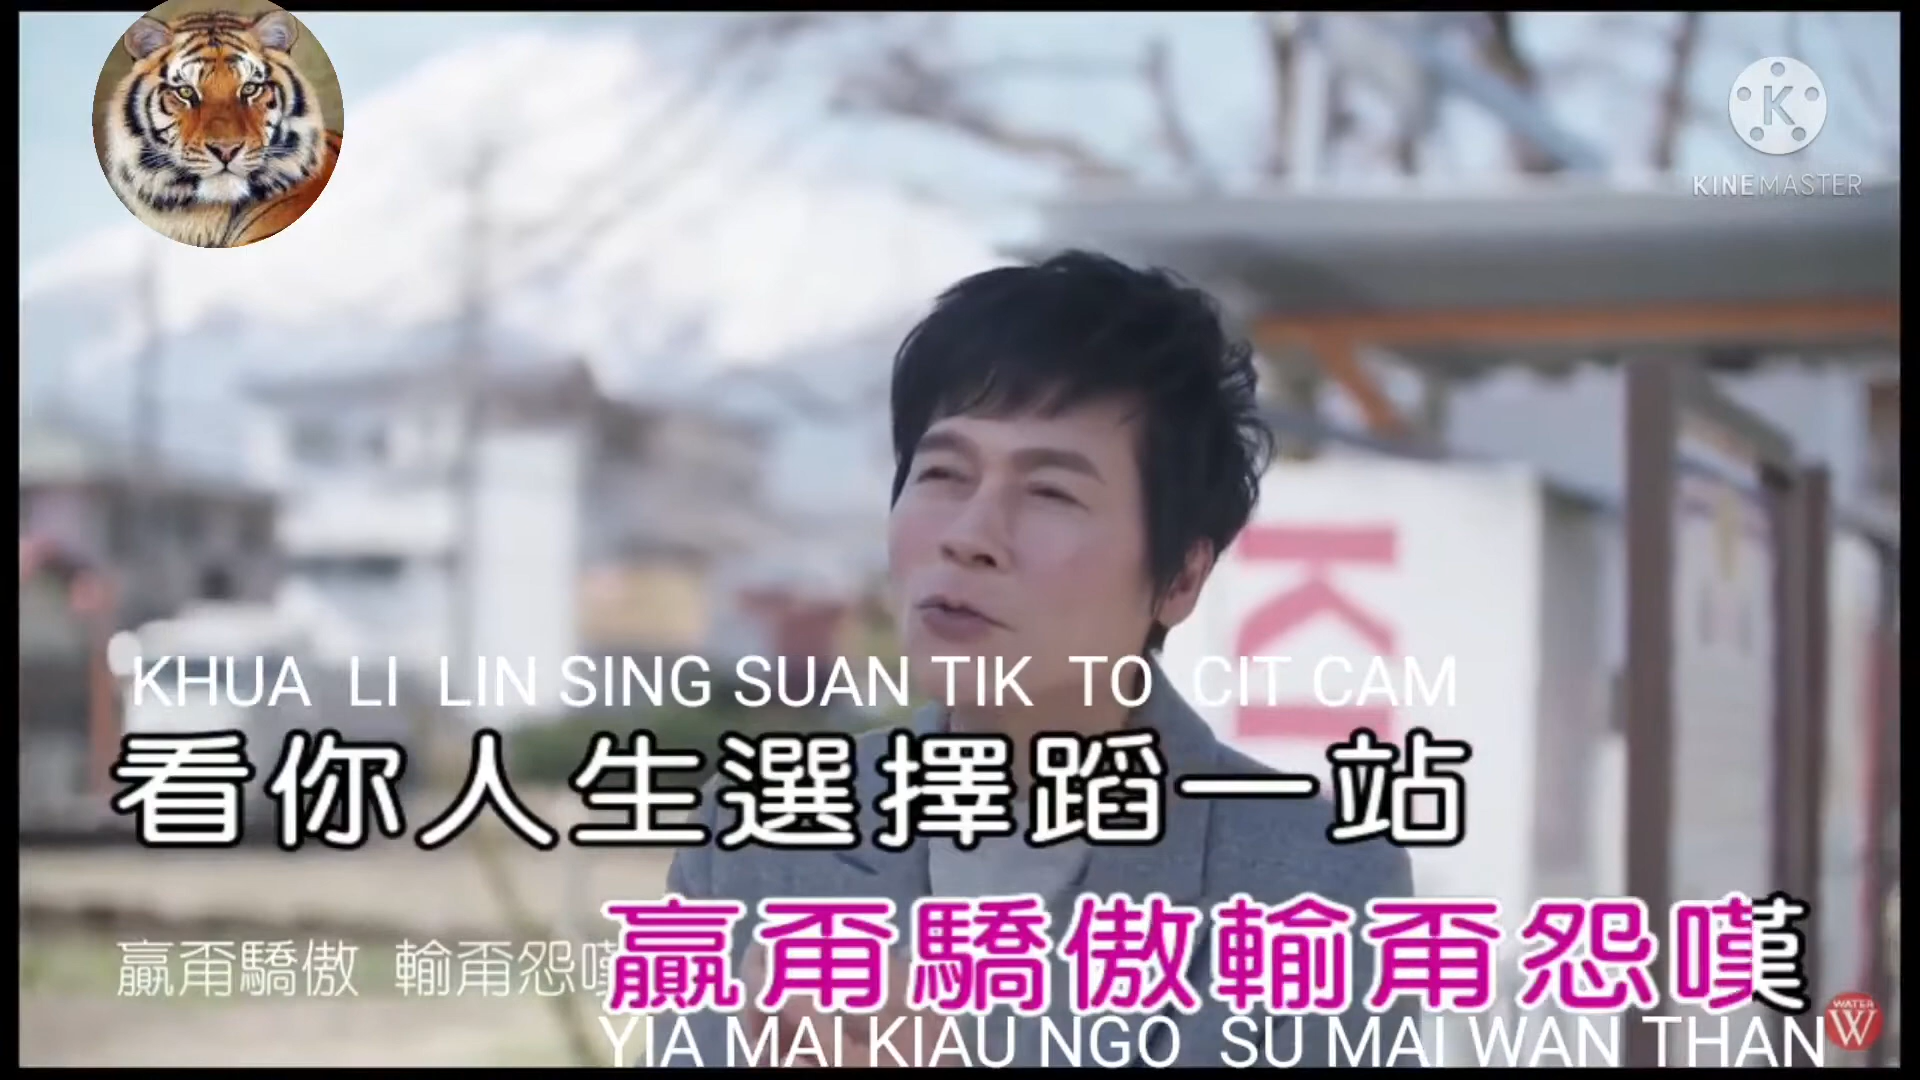 KINEMASTER
K
KHUA LI LIN SING SUAN TIK TO CIT CAM
看你人生選擇蹈一站
贏甭驕傲 輸甭怨嘆
贏甭驕傲輸甭怨嘆
YIA MAI KIAU NGO SU MAI WAN THAN
WATER
W